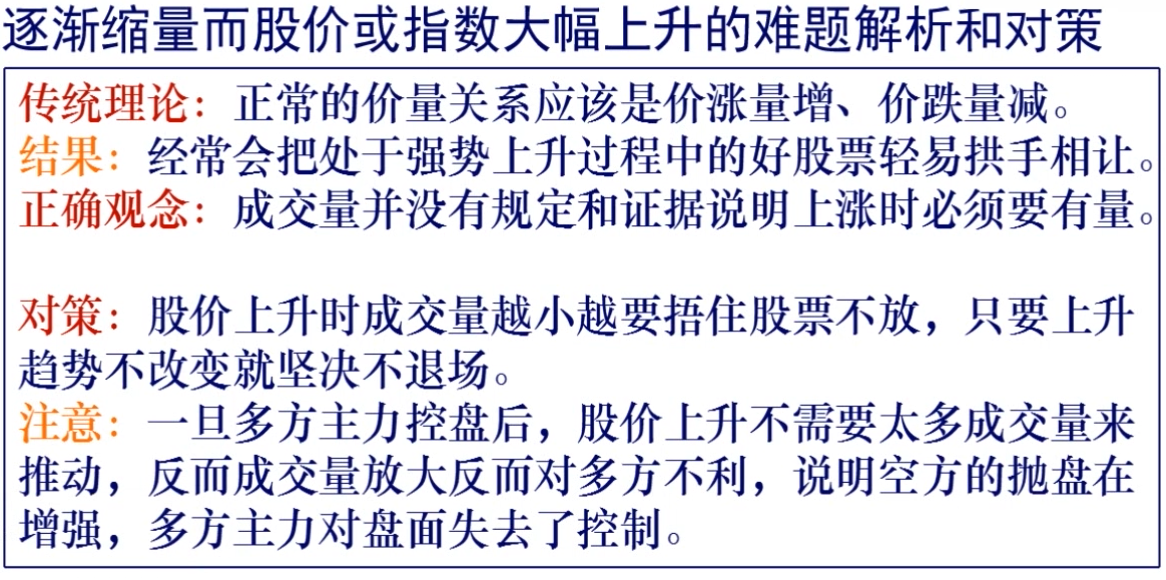 逐渐缩量而股价或指数大幅上升的难题解析和对策
传统理论：正常的价量关系应该是价涨量增、价跌量减。
结果：经常会把处于强势上升过程中的好股票轻易拱手相让。
正确观念：成交量并没有规定和证据说明上涨时必须要有量。
对策：股价上升时成交量越小越要捂住股票不放，只要上升
趋势不改变就坚决不退场。
注意：一旦多方主力控盘后，股价上升不需要太多成交量来
推动，反而成交量放大反而对多方不利，说明空方的抛盘在
增强，多方主力对盘面失去了控制。